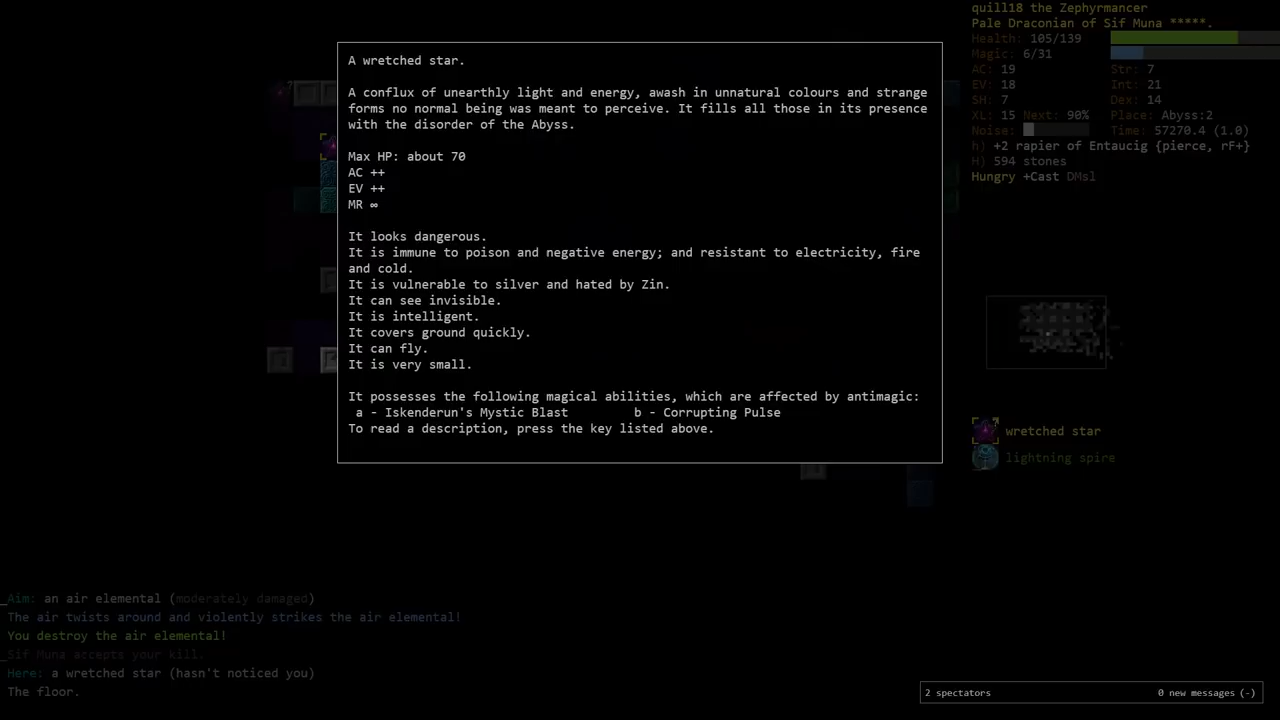 quill18 the Zephyrmancer
Pale Draconian of Sif Muna *****.
Health: 105/139
Magic: 6/31
AC: 19 Str: 7
EV: 18 Int: 21
SH: 7 Dex: 14
XL: 15 Next: 90% Place: Abyss:2
Noise: Time: 57270.4 (1.0)
h) +2 rapier of Entaucig {pierce, rF+}
H) 594 stones
Hungry +Cast DMsl
A wretched star.
A conflux of unearthly light and energy, awash in unnatural colours and strange
forms no normal being was meant to perceive. It fills all those in its presence
with the disorder of the Abyss.
Max HP: about 70
AC ++
EV ++
MR ∞
It looks dangerous.
It is immune to poison and negative energy; and resistant to electricity, fire
and cold.
It is vulnerable to silver and hated by Zin.
It can see invisible.
It is intelligent.
It covers ground quickly.
It can fly.
It is very small.
It possesses the following magical abilities, which are affected by antimagic:
a - Iskenderun's Mystic Blast b - Corrupting Pulse
To read a description, press the key listed above.
wretched star
lightning spire
_Aim: an air elemental (moderately damaged)
The air twists around and violently strikes the air elemental!
You destroy the air elemental!
_Sif Muna accepts your kill.
Here: a wretched star (hasn't noticed you)
The floor.
2 spectators 0 new messages (-)